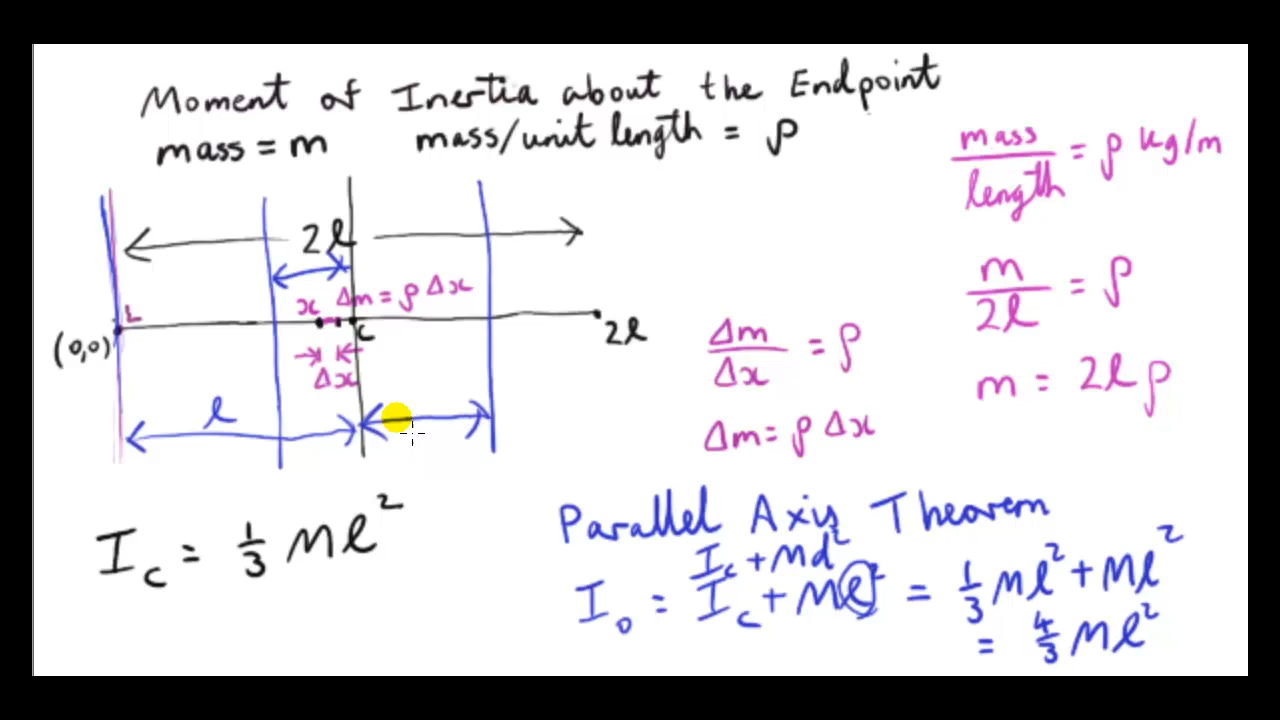 Moment of Inertia about the Endpoint
mass = m mass/unit length = ρ
mass/length = ρ kg/m
2l
x Δm = ρ Δx
L
C
(0,0)
2l
Δx
l
m/2l = ρ
Δm/Δx = ρ
m = 2lρ
Δm = ρ Δx
I_C = 1/3 Ml²
Parallel Axis Theorem
I_C + Md²
I_O = I_C + Ml² = 1/3 Ml² + Ml²
= 4/3 Ml²